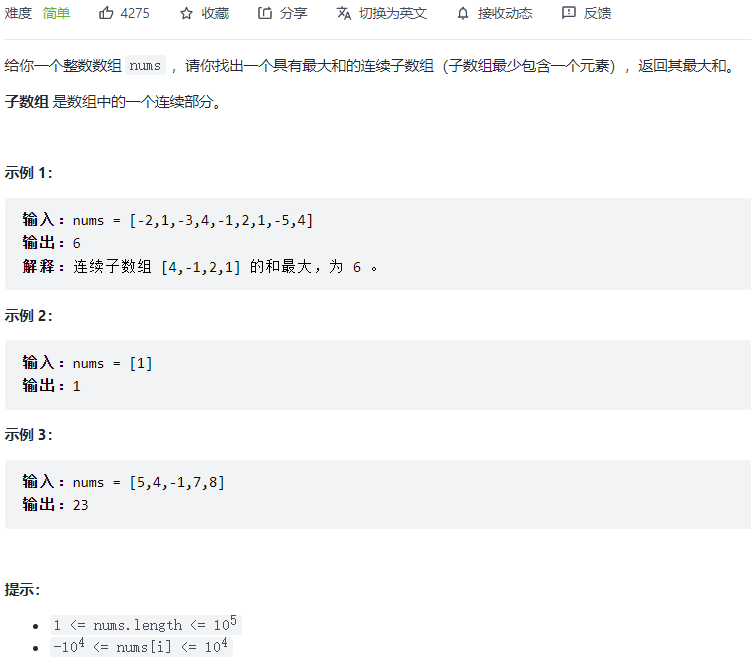 难度 简单 4275 收藏 分享 切换为英文 接收动态 反馈
给你一个整数数组 nums ，请你找出一个具有最大和的连续子数组（子数组最少包含一个元素），返回其最大和。
子数组 是数组中的一个连续部分。
示例 1：
输入：nums = [-2,1,-3,4,-1,2,1,-5,4]
输出：6
解释：连续子数组 [4,-1,2,1] 的和最大，为 6 。
示例 2：
输入：nums = [1]
输出：1
示例 3：
输入：nums = [5,4,-1,7,8]
输出：23
提示：
• 1 <= nums.length <= 10⁵
• -10⁴ <= nums[i] <= 10⁴